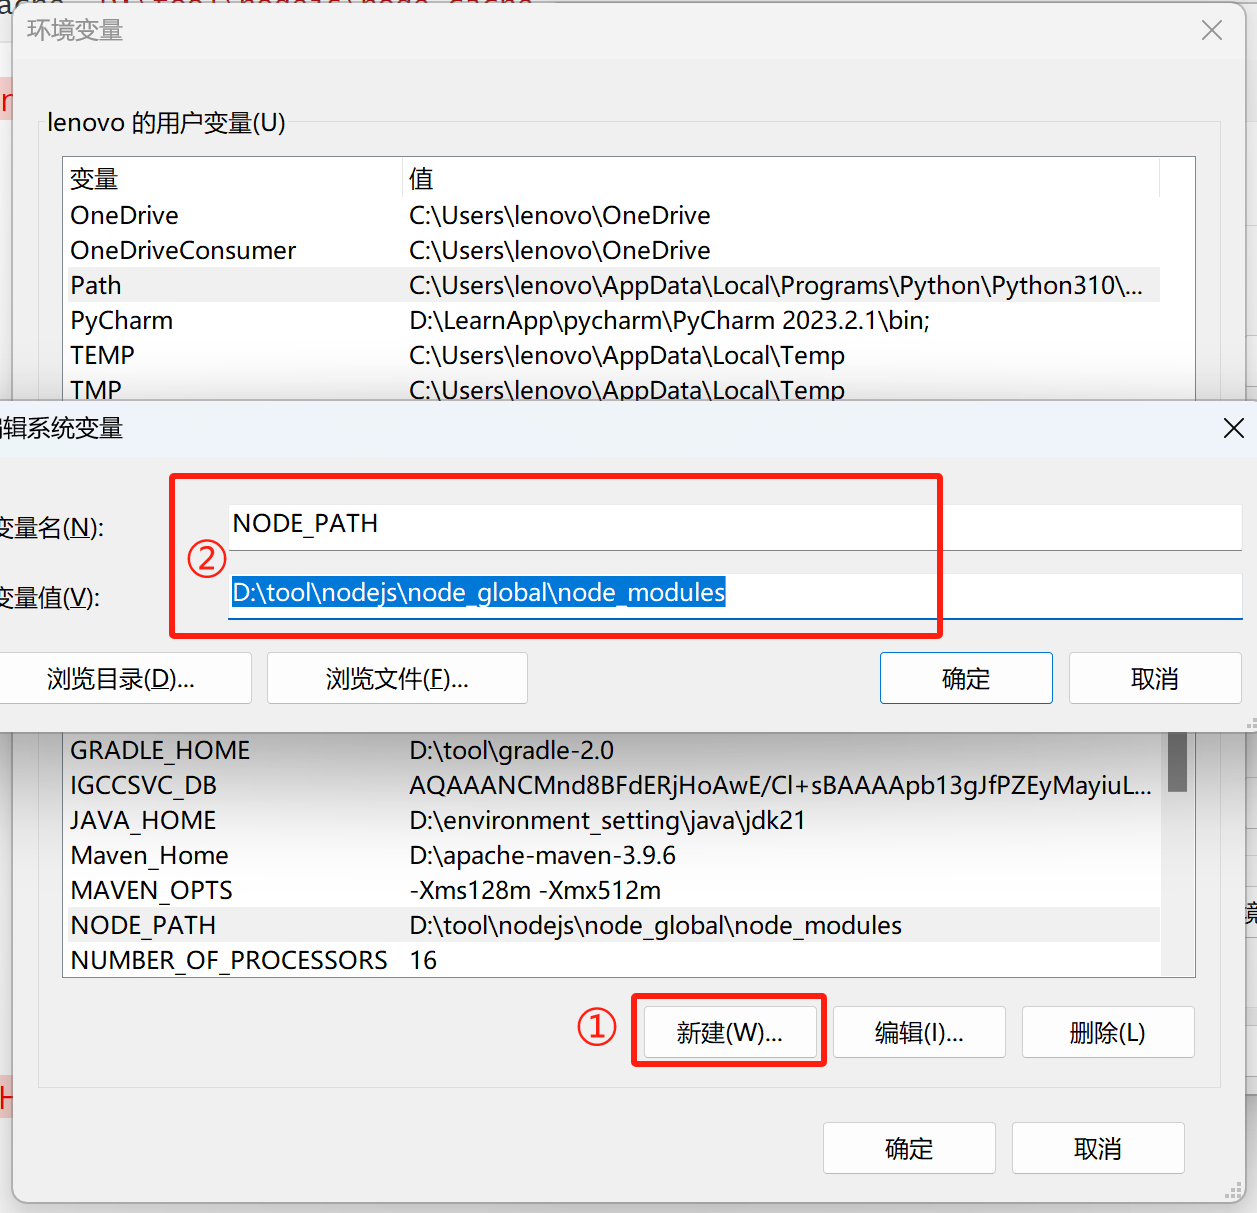 环境变量
lenovo 的用户变量(U)
变量 值
OneDrive C:\Users\lenovo\OneDrive
OneDriveConsumer C:\Users\lenovo\OneDrive
Path C:\Users\lenovo\AppData\Local\Programs\Python\Python310\...
PyCharm D:\LearnApp\pycharm\PyCharm 2023.2.1\bin;
TEMP C:\Users\lenovo\AppData\Local\Temp
TMP C:\Users\lenovo\AppData\Local\Temp
编辑系统变量
变量名(N): NODE_PATH
②
变量值(V): D:\tool\nodejs\node_global\node_modules
浏览目录(D)... 浏览文件(F)... 确定 取消
GRADLE_HOME D:\tool\gradle-2.0
IGCCSVC_DB AQAAANCMnd8BFdERjHoAwE/Cl+sBAAAApb13gJfPZEyMayiuL...
JAVA_HOME D:\environment_setting\java\jdk21
Maven_Home D:\apache-maven-3.9.6
MAVEN_OPTS -Xms128m -Xmx512m
NODE_PATH D:\tool\nodejs\node_global\node_modules
NUMBER_OF_PROCESSORS 16
① 新建(W)... 编辑(I)... 删除(L)
确定 取消